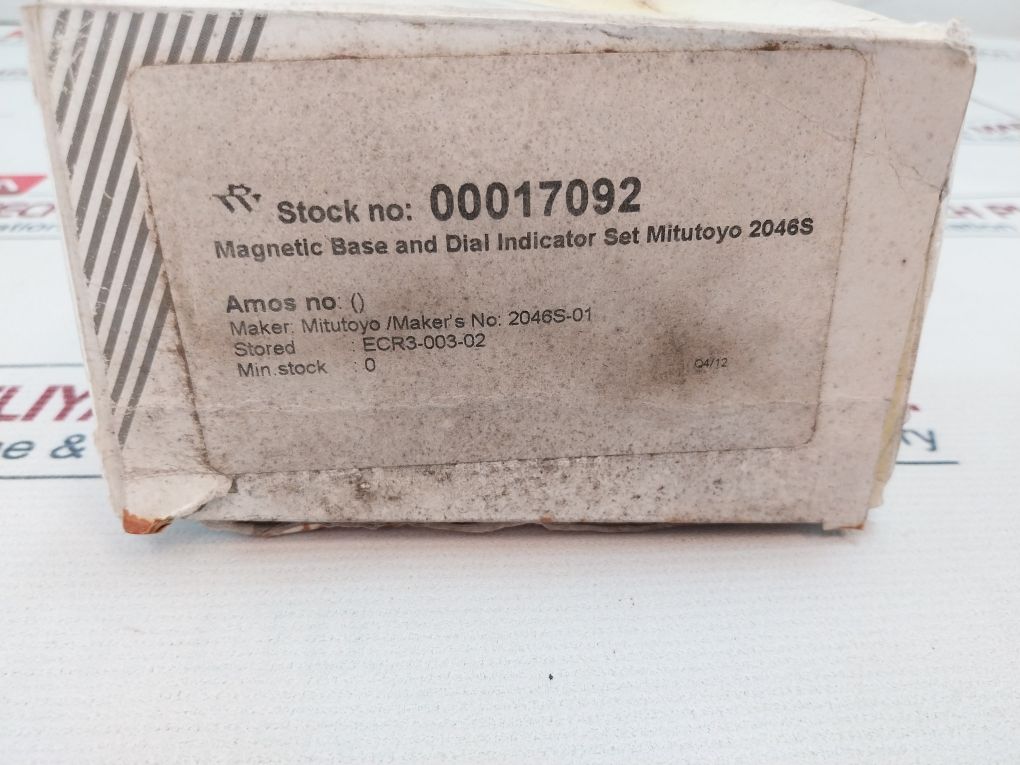 Stock no: 00017092
Magnetic Base and Dial Indicator Set Mitutoyo 2046S
Amos no: ()
Maker: Mitutoyo /Maker's No: 2046S-01
Stored : ECR3-003-02
Min.stock : 0
Q4/12